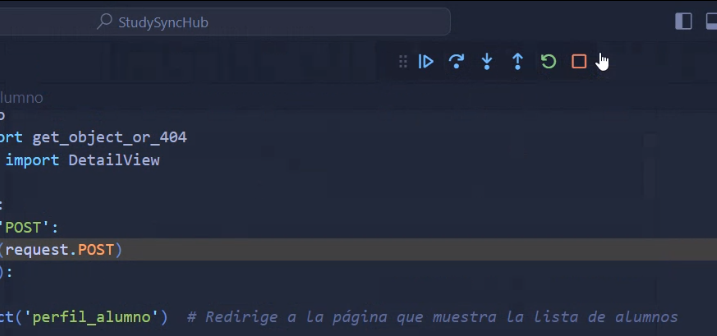 StudySyncHub
lumno
ort get_object_or_404
import DetailView
:
'POST':
(request.POST)
):
ct('perfil_alumno')  # Redirige a la página que muestra la lista de alumnos